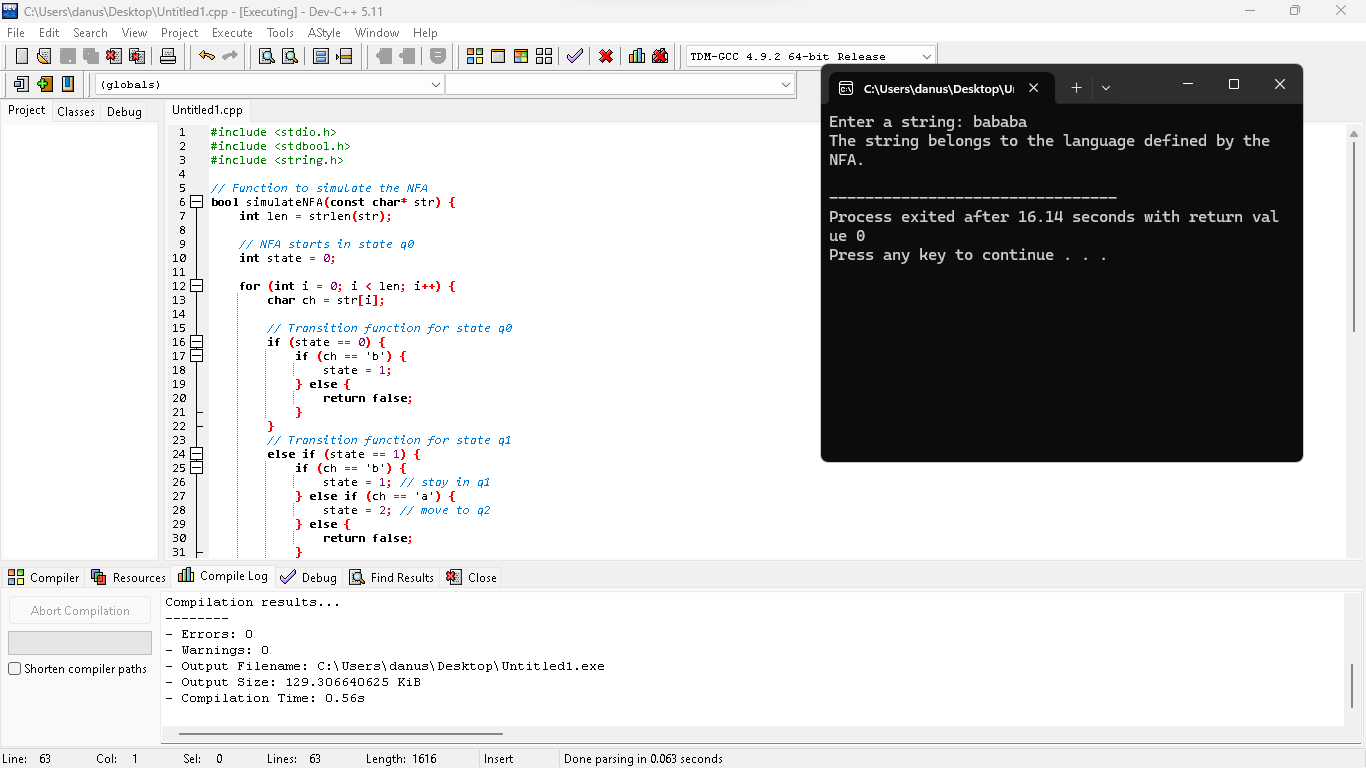 C:\Users\danus\Desktop\Untitled1.cpp - [Executing] - Dev-C++ 5.11
File Edit Search View Project Execute Tools AStyle Window Help
TDM-GCC 4.9.2 64-bit Release
(globals)
Project Classes Debug
Untitled1.cpp
1 #include <stdio.h>
2 #include <stdbool.h>
3 #include <string.h>
4
5 // Function to simulate the NFA
6 bool simulateNFA(const char* str) {
7 int len = strlen(str);
8
9 // NFA starts in state q0
10 int state = 0;
11
12 for (int i = 0; i < len; i++) {
13 char ch = str[i];
14
15 // Transition function for state q0
16 if (state == 0) {
17 if (ch == 'b') {
18 state = 1;
19 } else {
20 return false;
21 }
22 }
23 // Transition function for state q1
24 else if (state == 1) {
25 if (ch == 'b') {
26 state = 1; // stay in q1
27 } else if (ch == 'a') {
28 state = 2; // move to q2
29 } else {
30 return false;
31 }
C:\Users\danus\Desktop\U
Enter a string: bababa
The string belongs to the language defined by the
NFA.
--------------------------------
Process exited after 16.14 seconds with return val
ue 0
Press any key to continue . . .
Compiler Resources Compile Log Debug Find Results Close
Abort Compilation
Shorten compiler paths
Compilation results...
--------
- Errors: 0
- Warnings: 0
- Output Filename: C:\Users\danus\Desktop\Untitled1.exe
- Output Size: 129.306640625 KiB
- Compilation Time: 0.56s
Line: 63 Col: 1 Sel: 0 Lines: 63 Length: 1616 Insert Done parsing in 0.063 seconds